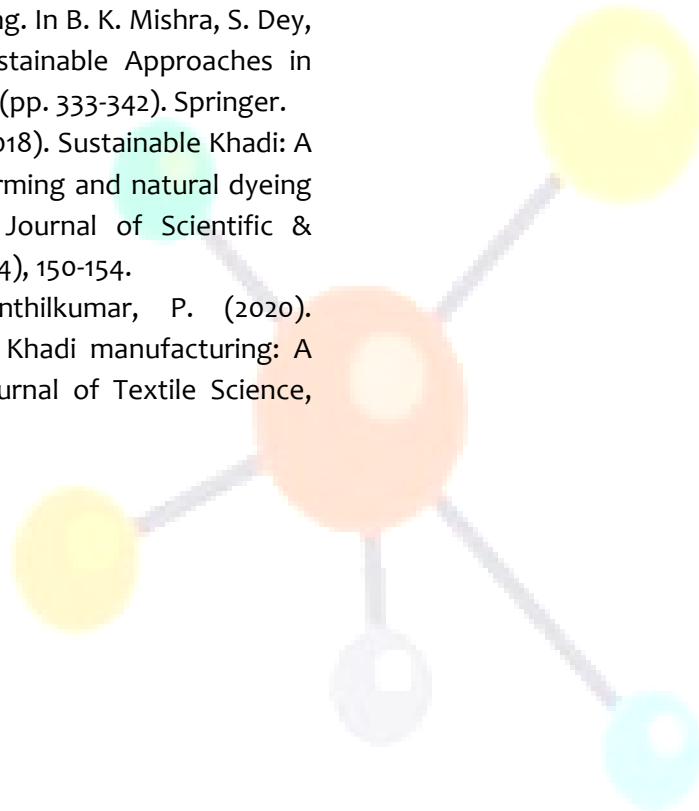 ng. In B. K. Mishra, S. Dey,
stainable Approaches in
(pp. 333-342). Springer.
018). Sustainable Khadi: A
rming and natural dyeing
Journal of Scientific &
4), 150-154.
nthilkumar, P. (2020).
Khadi manufacturing: A
urnal of Textile Science,